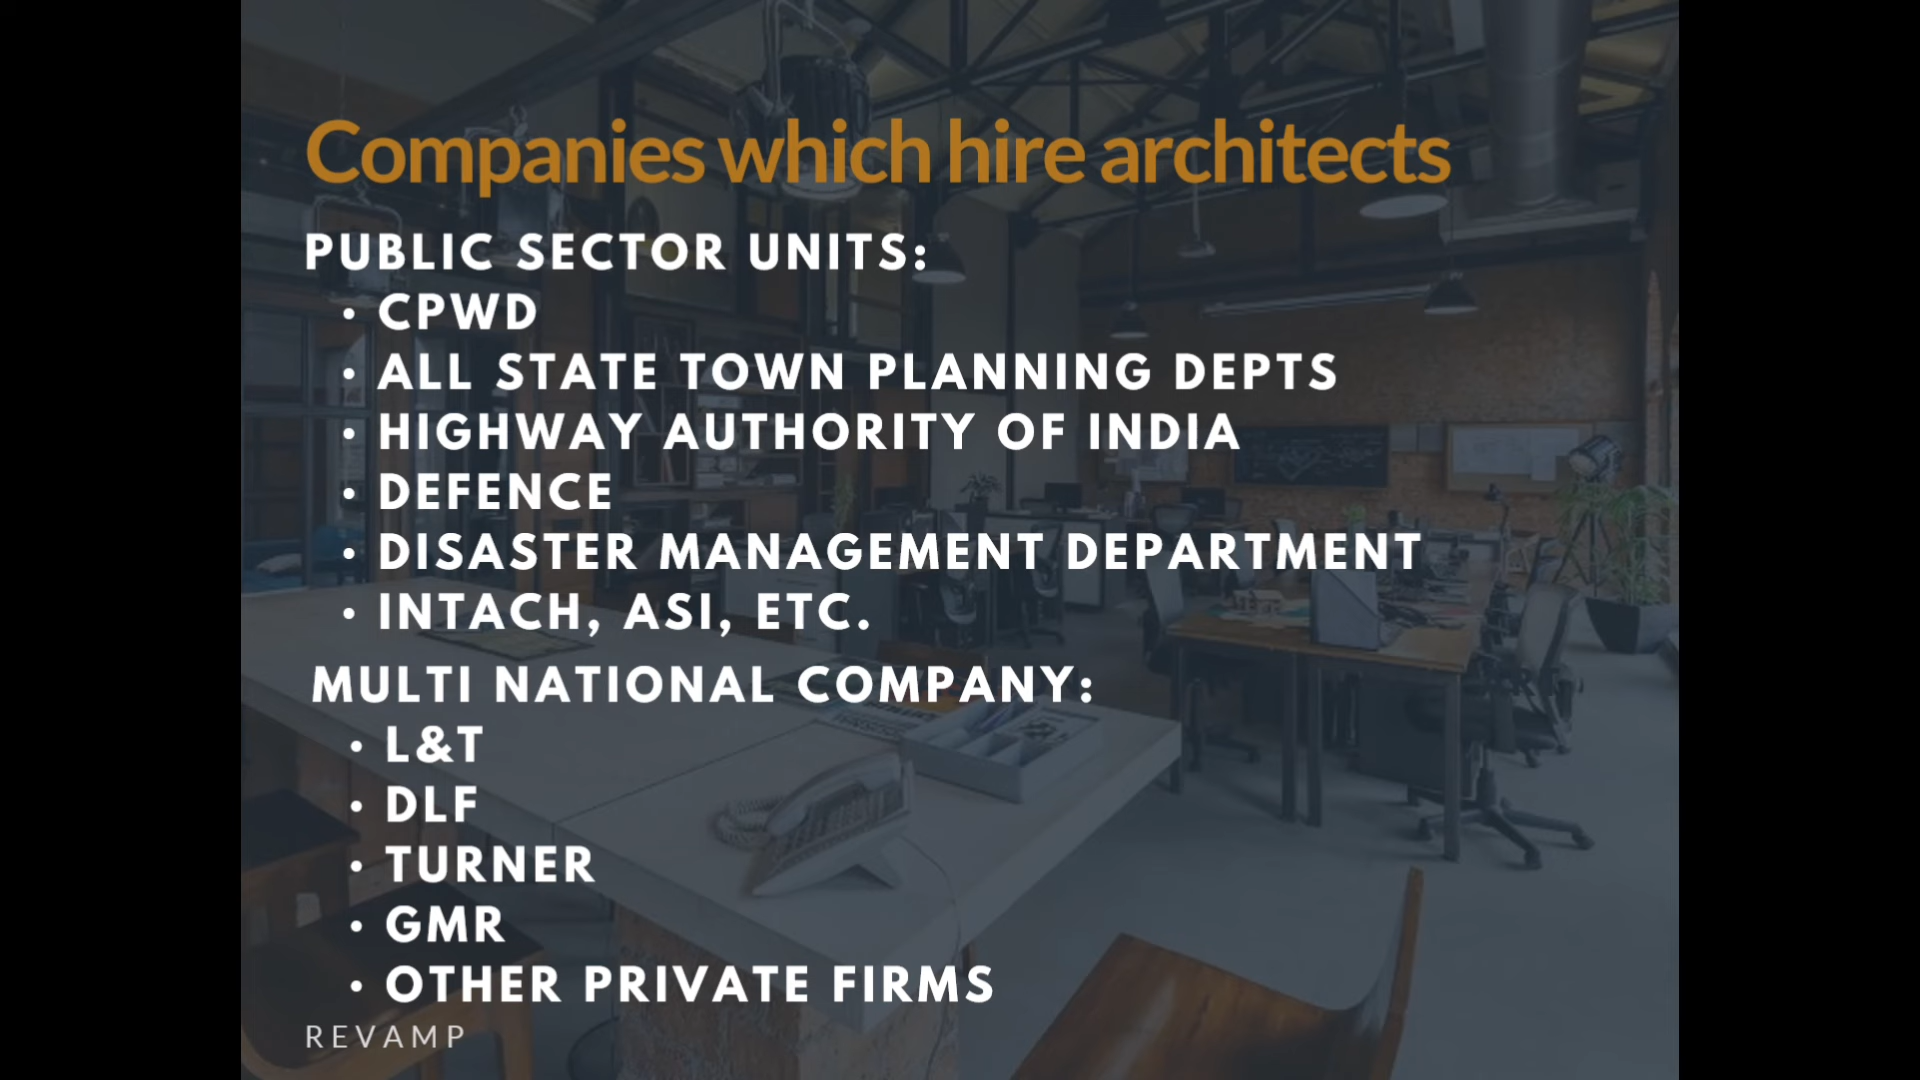 Companies which hire architects
PUBLIC SECTOR UNITS:
• CPWD
• ALL STATE TOWN PLANNING DEPTS
• HIGHWAY AUTHORITY OF INDIA
• DEFENCE
• DISASTER MANAGEMENT DEPARTMENT
• INTACH, ASI, ETC.
MULTI NATIONAL COMPANY:
• L&T
• DLF
• TURNER
• GMR
• OTHER PRIVATE FIRMS
REVAMP